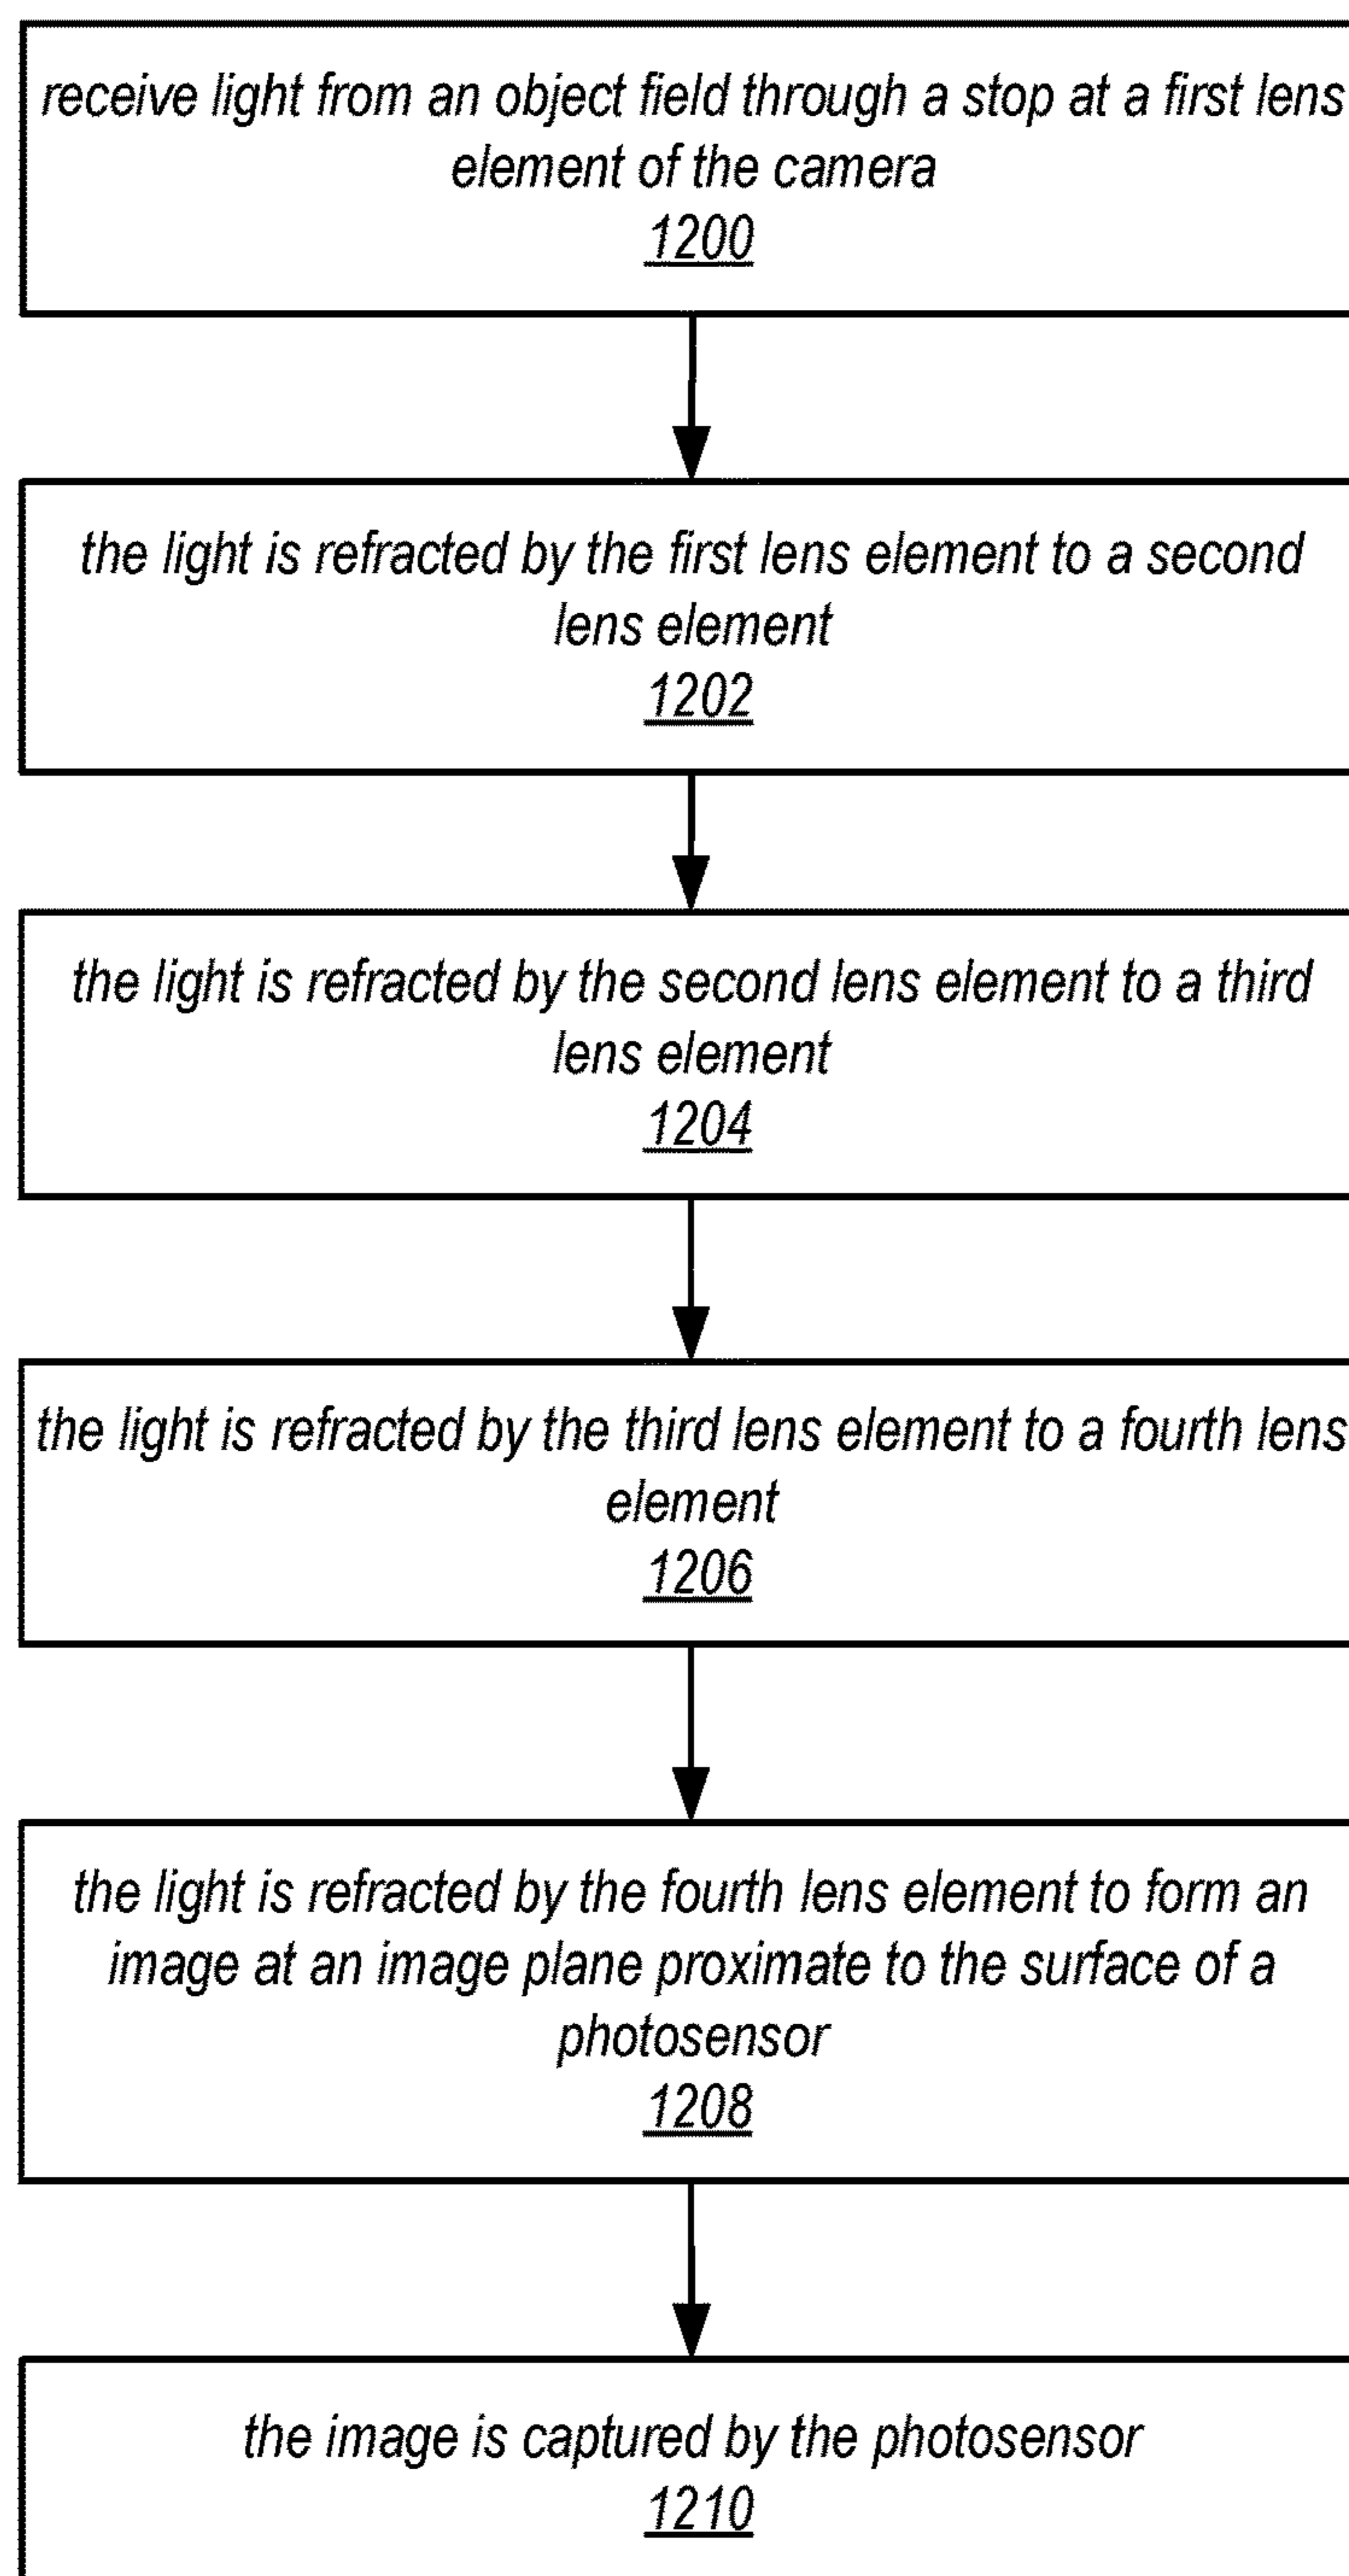 receive light from an object field through a stop at a first lens
element of the camera
1200
the light is refracted by the first lens element to a second
lens element
1202
the light is refracted by the second lens element to a third
lens element
1204
the light is refracted by the third lens element to a fourth lens
element
1206
the light is refracted by the fourth lens element to form an
image at an image plane proximate to the surface of a
photosensor
1208
the image is captured by the photosensor
1210